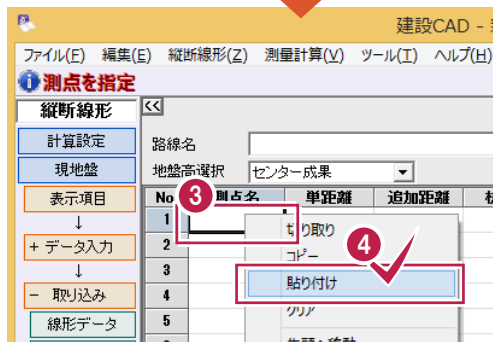 建設CAD -
ファイル(F) 編集(E) 縦断線形(Z) 測量計算(V) ツール(T) ヘルプ(H)
測点を指定
縦断線形 <<
計算設定
路線名
現地盤
地盤高選択 センター成果
表示項目
No 3 測点名 単距離 追加距離
↓
1
切り取り
+ データ入力
2
4
コピー
↓
3
貼り付け
- 取り込み
4
クリア
線形データ
5